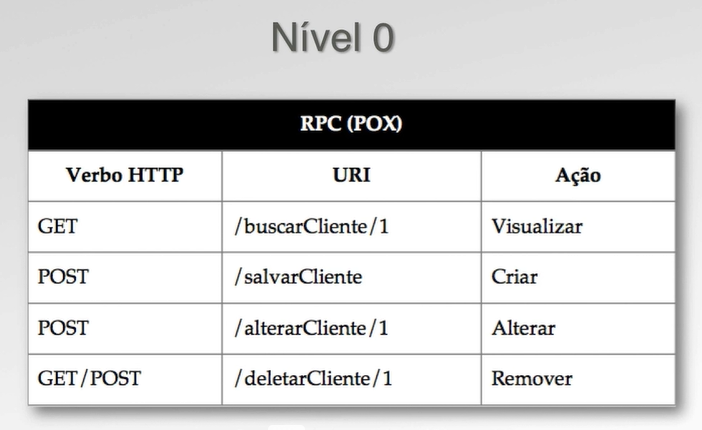 Nível 0
RPC (POX)
Verbo HTTP URI Ação
GET /buscarCliente/1 Visualizar
POST /salvarCliente Criar
POST /alterarCliente/1 Alterar
GET/POST /deletarCliente/1 Remover